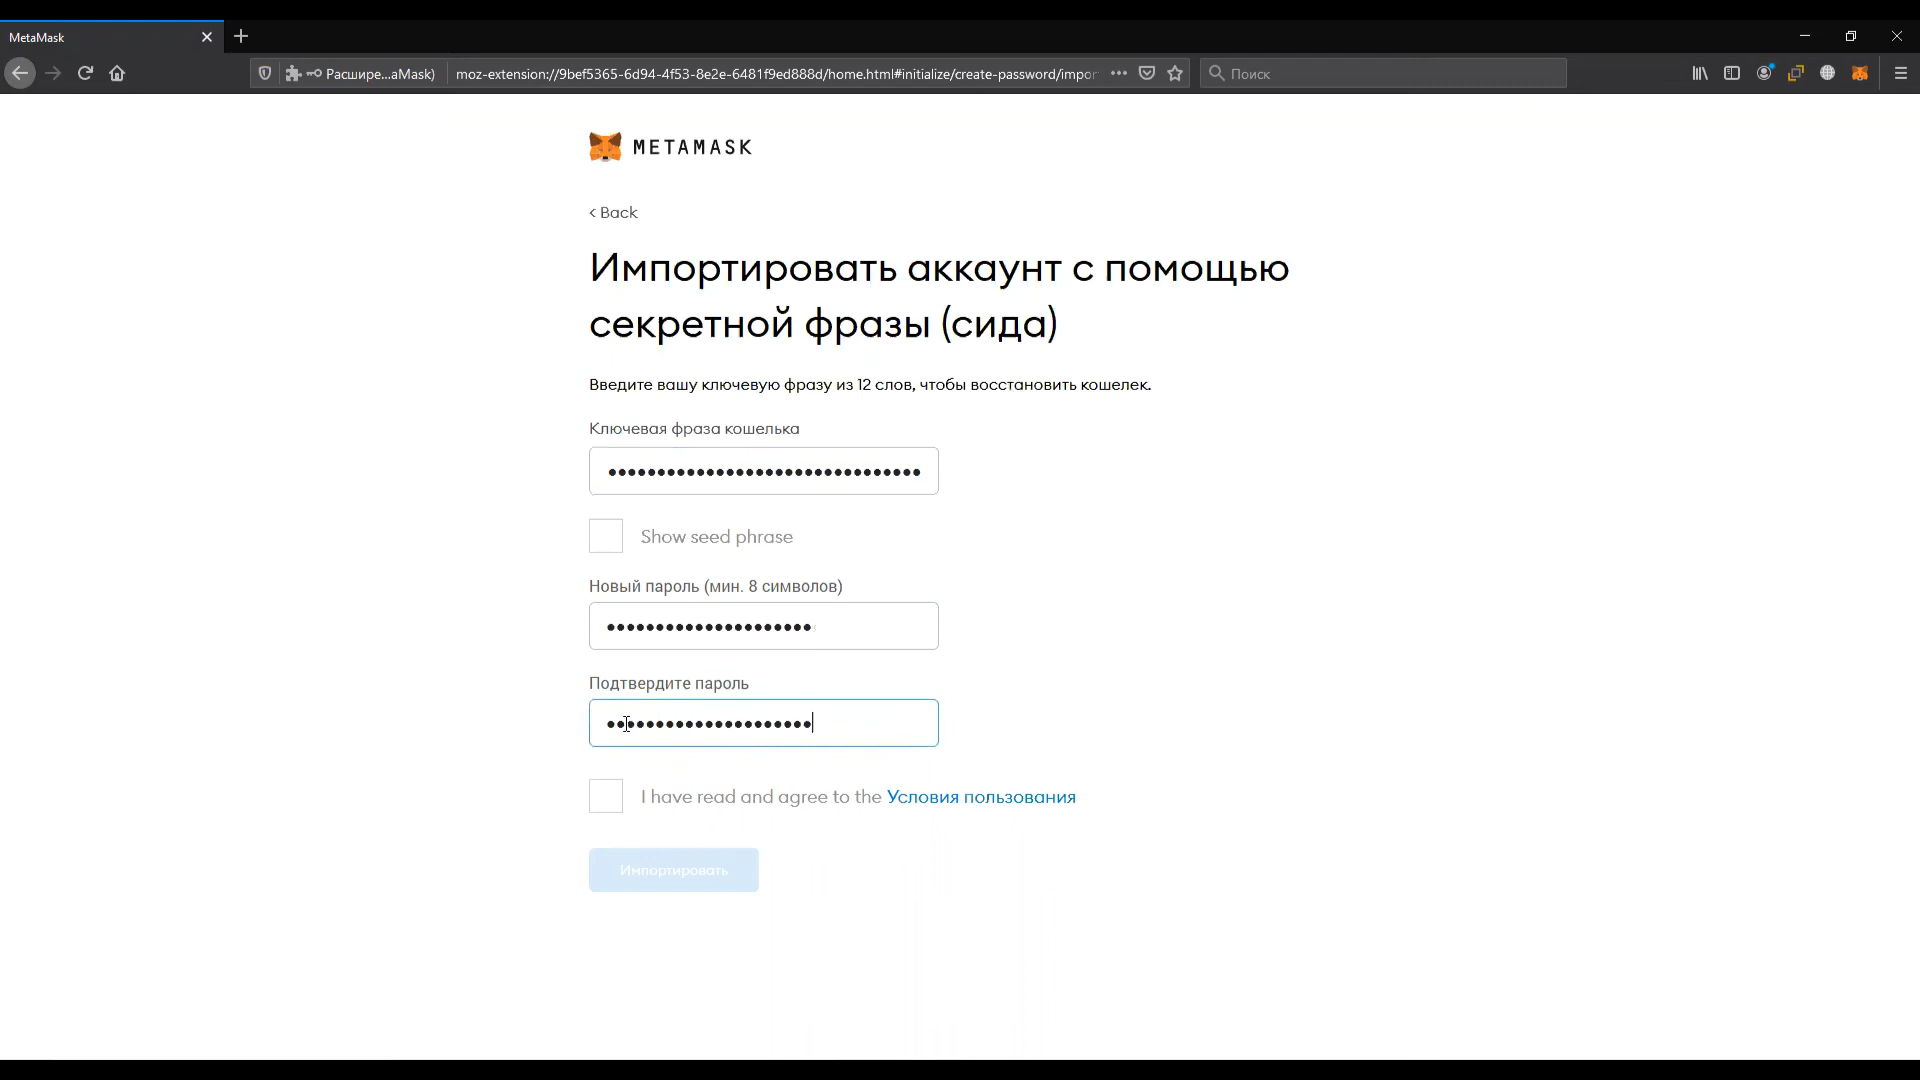 MetaMask
Расшире...aMask)
moz-extension://9bef5365-6d94-4f53-8e2e-6481f9ed888d/home.html#initialize/create-password/impor
Поиск
METAMASK
< Back
Импортировать аккаунт с помощью
секретной фразы (сида)
Введите вашу ключевую фразу из 12 слов, чтобы восстановить кошелек.
Ключевая фраза кошелька
Show seed phrase
Новый пароль (мин. 8 символов)
Подтвердите пароль
I have read and agree to the Условия пользования
Импортировать